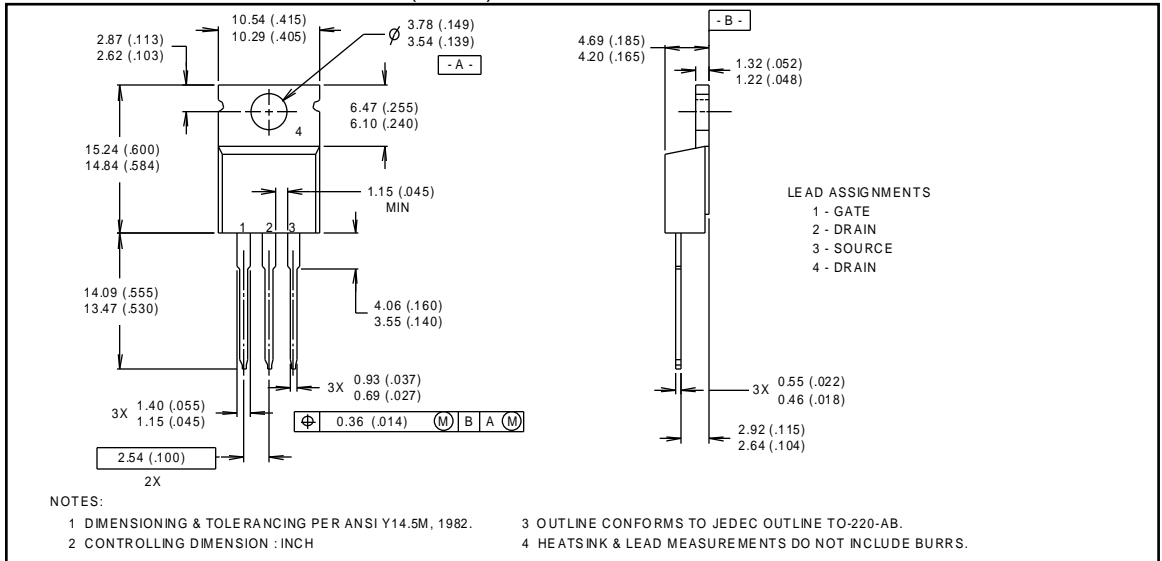 10.54 (.415)
10.29 (.405)
2.87 (.113)
2.62 (.103)
Ø 3.78 (.149)
3.54 (.139)
- A -
6.47 (.255)
6.10 (.240)
4
15.24 (.600)
14.84 (.584)
1.15 (.045)
MIN
1 2 3
14.09 (.555)
13.47 (.530)
4.06 (.160)
3.55 (.140)
3X 0.93 (.037)
0.69 (.027)
3X 1.40 (.055)
1.15 (.045)
⌖ 0.36 (.014) Ⓜ B A Ⓜ
2.54 (.100)
2X
- B -
4.69 (.185)
4.20 (.165)
1.32 (.052)
1.22 (.048)
LEAD ASSIGNMENTS
1 - GATE
2 - DRAIN
3 - SOURCE
4 - DRAIN
3X 0.55 (.022)
0.46 (.018)
2.92 (.115)
2.64 (.104)
NOTES:
1 DIMENSIONING & TOLERANCING PER ANSI Y14.5M, 1982.
2 CONTROLLING DIMENSION : INCH
3 OUTLINE CONFORMS TO JEDEC OUTLINE TO-220-AB.
4 HEATSINK & LEAD MEASUREMENTS DO NOT INCLUDE BURRS.